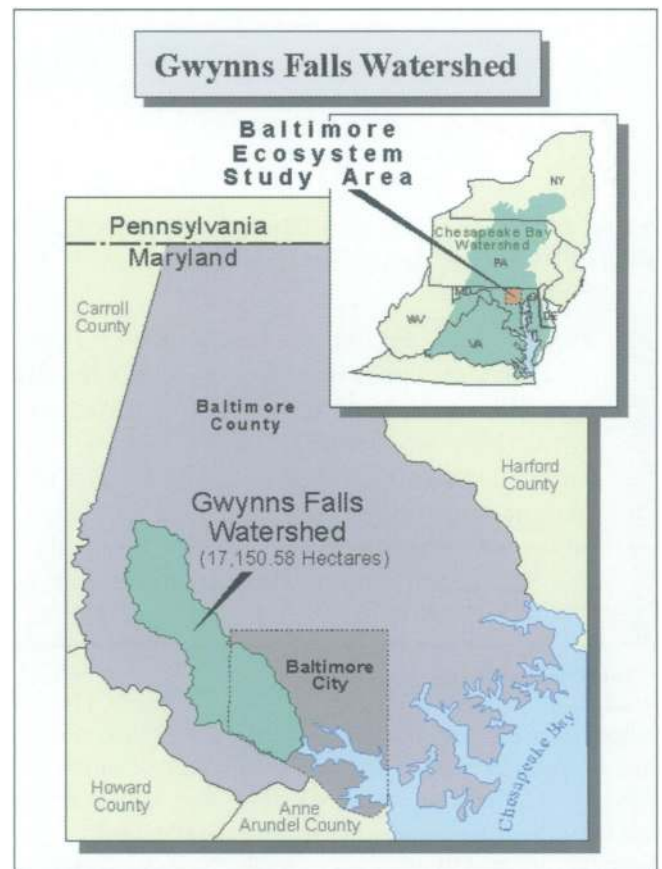 Gwynns Falls Watershed
Baltimore
Ecosystem
Study Area
NY
Chesapeake Bay
Watershed
PA
MD
WV
VA
DE
Pennsylvania
Maryland
Carroll
County
Baltimore
County
Harford
County
Gwynns Falls
Watershed
(17,150.58 Hectares)
Baltimore
City
Howard
County
Anne
Arundel County
Chesapeake Bay